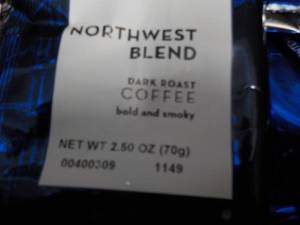 NORTHWEST
BLEND
DARK ROAST
COFFEE
bold and smoky
NET WT 2.50 OZ (70g)
00400309 1149